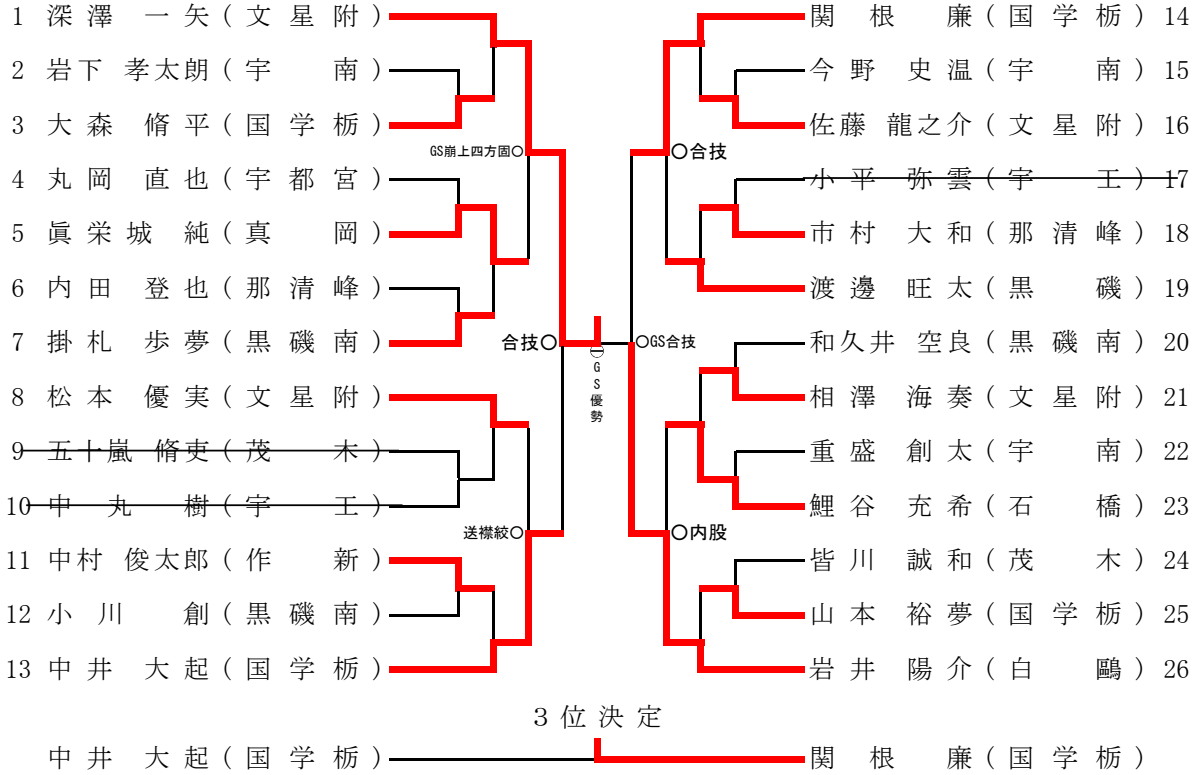 1 深澤 一矢(文星附)
2 岩下 孝太朗(宇 南)
3 大森 脩平(国学栃)
4 丸岡 直也(宇都宮)
5 眞栄城 純(真 岡)
6 内田 登也(那清峰)
7 掛札 歩夢(黒磯南)
8 松本 優実(文星附)
9 五十嵐 脩吏(茂 木)
10 中丸 樹(宇 工)
11 中村 俊太郎(作 新)
12 小川 創(黒磯南)
13 中井 大起(国学栃)
GS崩上四方固○
合技○
送襟絞○
GS優勢
○合技
○GS合技
○内股
関根 廉(国学栃) 14
今野 史温(宇 南) 15
佐藤 龍之介(文星附) 16
小平 弥雲(宇 工) 17
市村 大和(那清峰) 18
渡邊 旺太(黒 磯) 19
和久井 空良(黒磯南) 20
相澤 海奏(文星附) 21
重盛 創太(宇 南) 22
鯉谷 充希(石 橋) 23
皆川 誠和(茂 木) 24
山本 裕夢(国学栃) 25
岩井 陽介(白 鷗) 26
3位決定
中井 大起(国学栃)
関根 廉(国学栃)